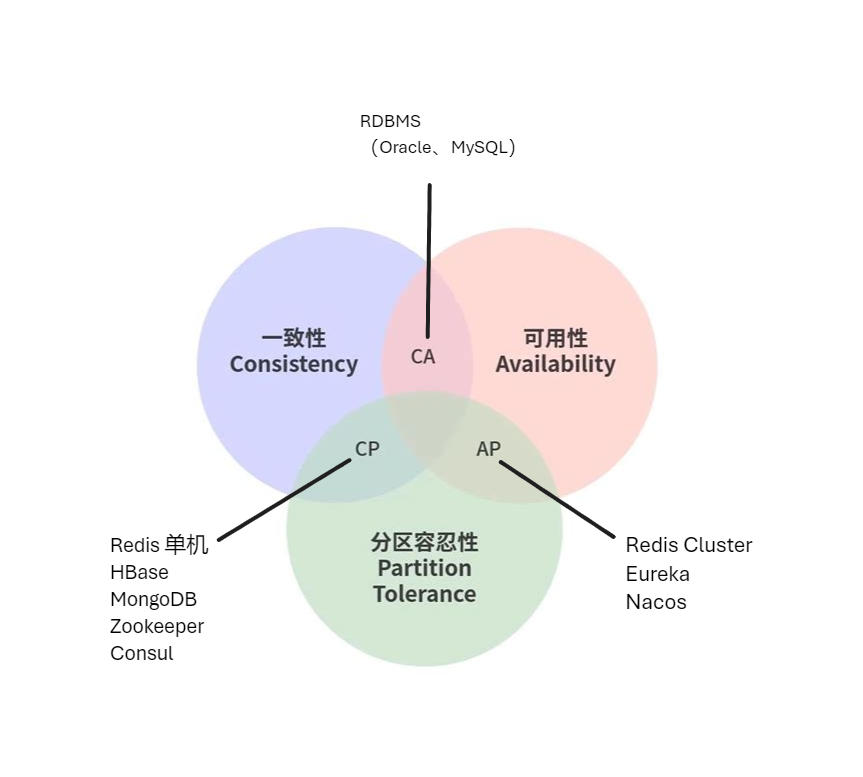 RDBMS
（Oracle、MySQL）
一致性
Consistency
可用性
Availability
CA
CP
AP
分区容忍性
Partition
Tolerance
Redis 单机
HBase
MongoDB
Zookeeper
Consul
Redis Cluster
Eureka
Nacos